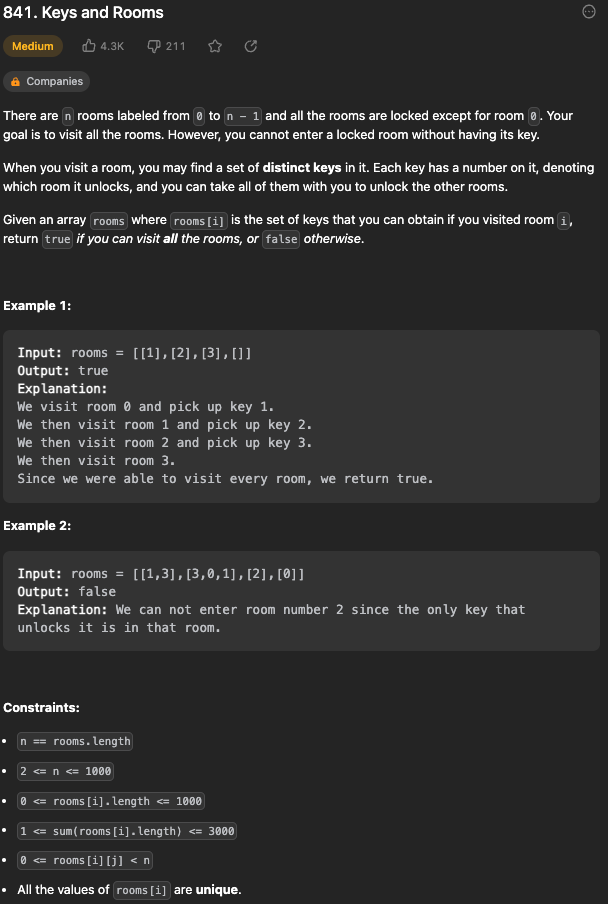 841. Keys and Rooms
Medium 4.3K 211
Companies
There are n rooms labeled from 0 to n - 1 and all the rooms are locked except for room 0. Your
goal is to visit all the rooms. However, you cannot enter a locked room without having its key.
When you visit a room, you may find a set of distinct keys in it. Each key has a number on it, denoting
which room it unlocks, and you can take all of them with you to unlock the other rooms.
Given an array rooms where rooms[i] is the set of keys that you can obtain if you visited room i,
return true if you can visit all the rooms, or false otherwise.
Example 1:
Input: rooms = [[1],[2],[3],[]]
Output: true
Explanation:
We visit room 0 and pick up key 1.
We then visit room 1 and pick up key 2.
We then visit room 2 and pick up key 3.
We then visit room 3.
Since we were able to visit every room, we return true.
Example 2:
Input: rooms = [[1,3],[3,0,1],[2],[0]]
Output: false
Explanation: We can not enter room number 2 since the only key that
unlocks it is in that room.
Constraints:
• n == rooms.length
• 2 <= n <= 1000
• 0 <= rooms[i].length <= 1000
• 1 <= sum(rooms[i].length) <= 3000
• 0 <= rooms[i][j] < n
• All the values of rooms[i] are unique.